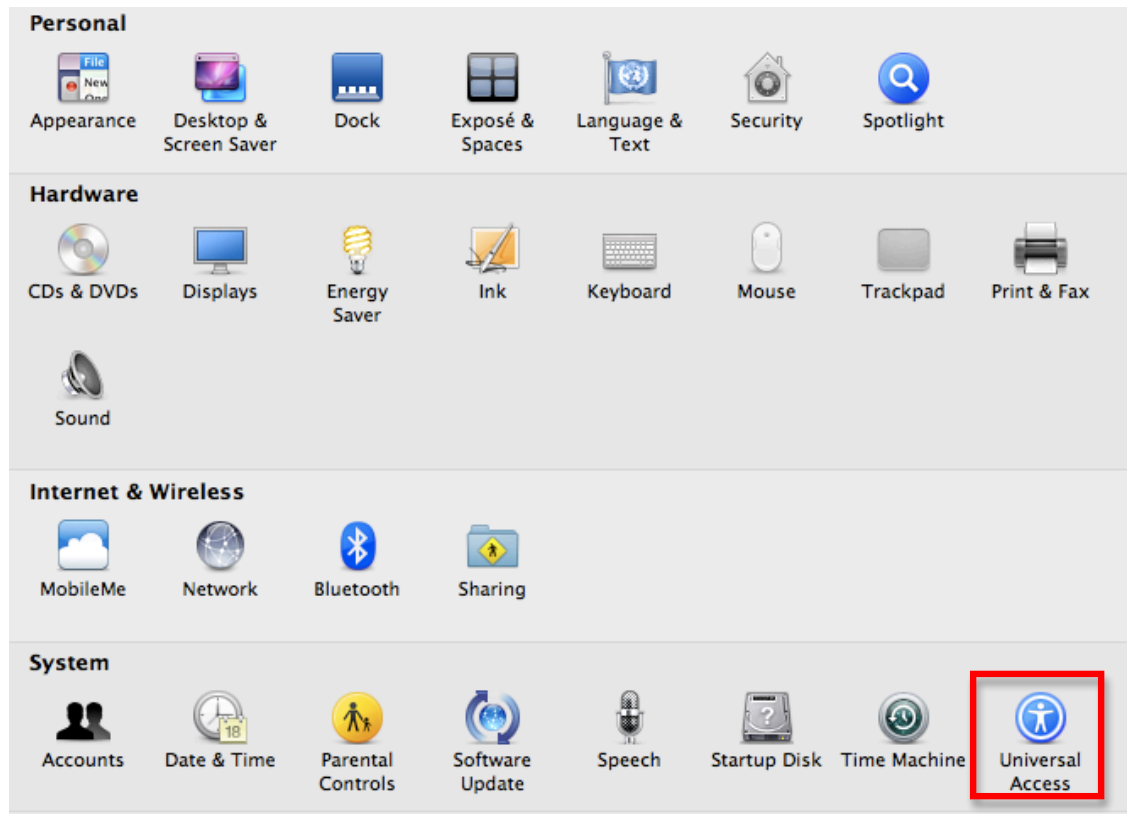 Personal
File
New
Appearance
Desktop &
Screen Saver
Dock
Exposé &
Spaces
Language &
Text
Security
Spotlight
Hardware
CDs & DVDs
Displays
Energy
Saver
Ink
Keyboard
Mouse
Trackpad
Print & Fax
Sound
Internet & Wireless
MobileMe
Network
Bluetooth
Sharing
System
18
?
Accounts
Date & Time
Parental
Controls
Software
Update
Speech
Startup Disk
Time Machine
Universal
Access